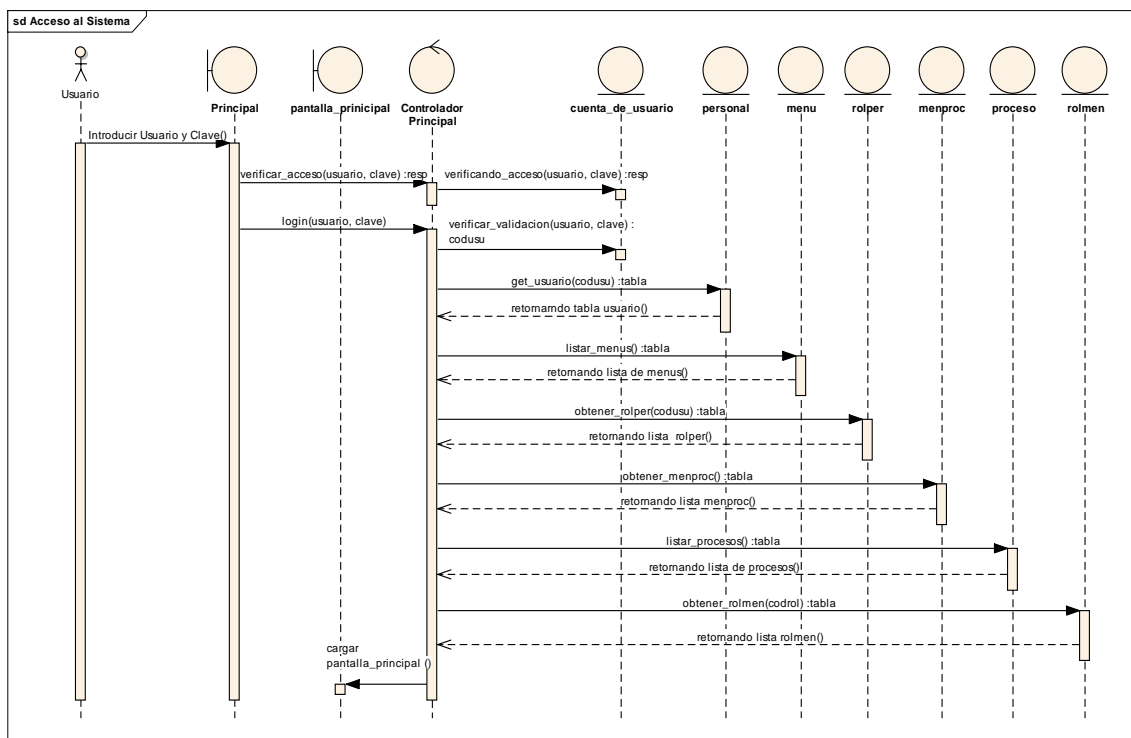 sd Acceso al Sistema
Usuario
Principal
pantalla_prinicipal
Controlador
Principal
cuenta_de_usuario
personal
menu
rolper
menproc
proceso
rolmen
Introducir Usuario y Clave()
verificar_acceso(usuario, clave) :resp
verificando_acceso(usuario, clave) :resp
login(usuario, clave)
verificar_validacion(usuario, clave) :
codusu
get_usuario(codusu) :tabla
retornarndo tabla usuario()
listar_menus() :tabla
retornando lista de menus()
obtener_rolper(codusu) :tabla
retornando lista rolper()
obtener_menproc() :tabla
retornando lista menproc()
listar_procesos() :tabla
retornando lista de procesos()
obtener_rolmen(codrol) :tabla
retornando lista rolmen()
cargar
pantalla_principal ()